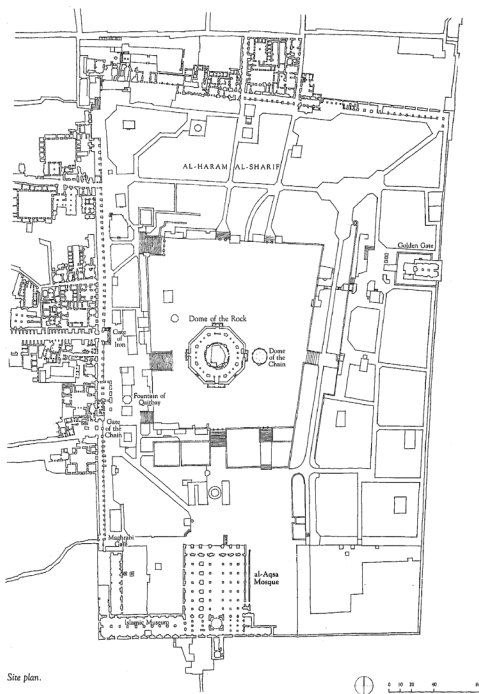 AL-HARAM AL-SHARIF
Golden Gate
Dome of the Rock
Dome
of the
Chain
Gate
of
Iron
Fountain of
Qaitbay
Gate
of the
Chain
Maghrabi
Gate
al-Aqsa
Mosque
Islamic Museum
Site plan.
0 10 20 40